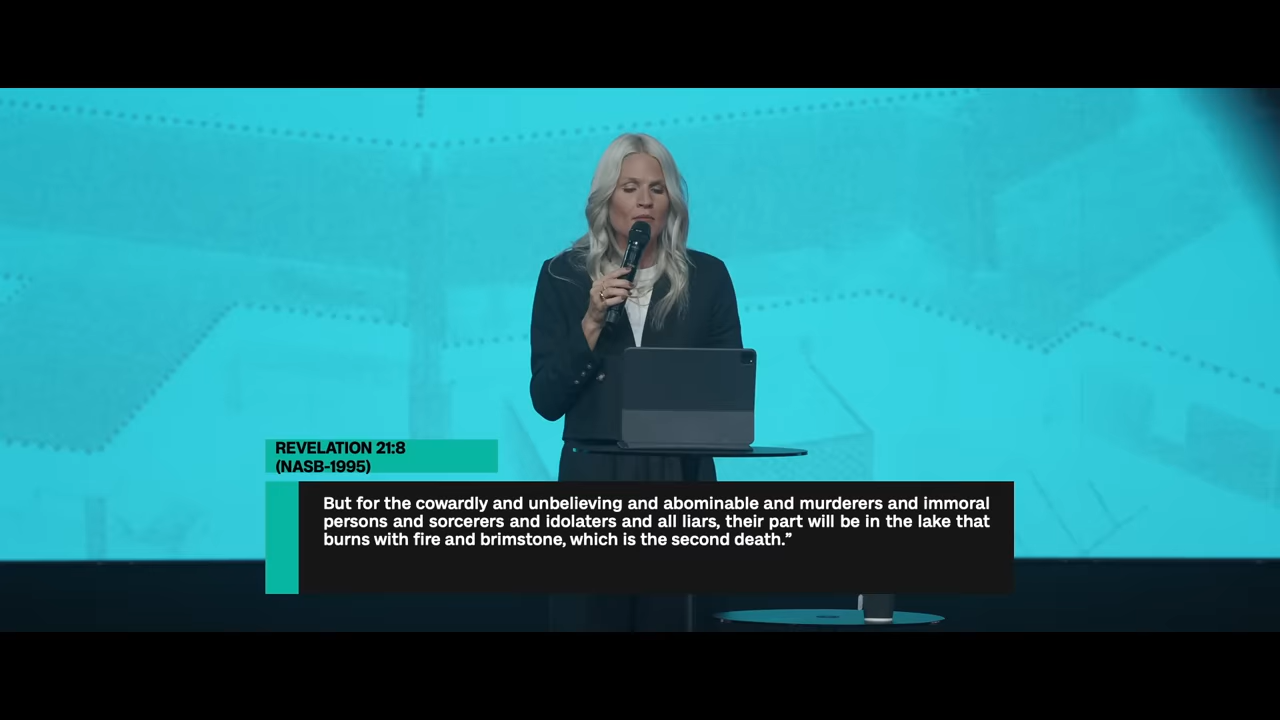 REVELATION 21:8
(NASB-1995)
But for the cowardly and unbelieving and abominable and murderers and immoral
persons and sorcerers and idolaters and all liars, their part will be in the lake that
burns with fire and brimstone, which is the second death.”